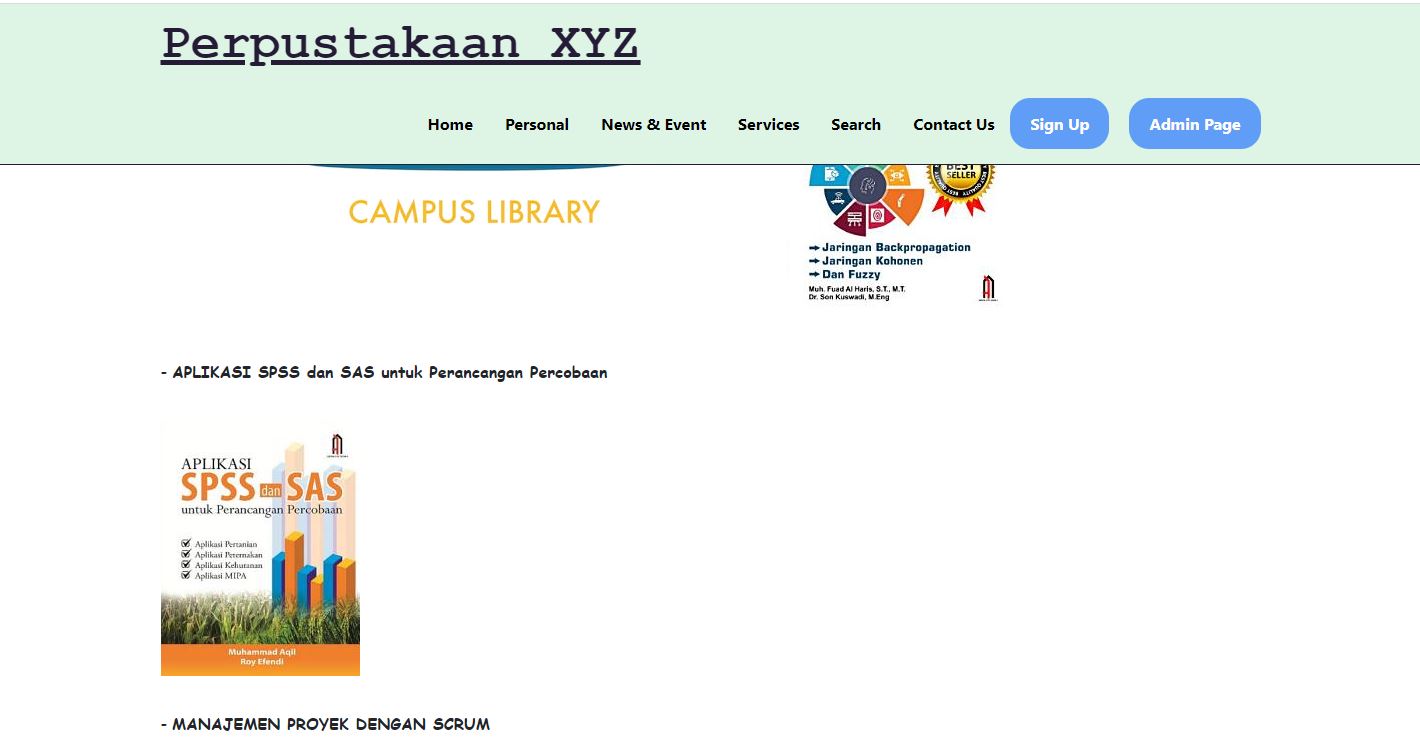 Perpustakaan XYZ
Home Personal News & Event Services Search Contact Us Sign Up Admin Page
BEST
SELLER
CAMPUS LIBRARY
Jaringan Backpropagation
Jaringan Kohonen
Dan Fuzzy
Muh. Fuad Al Haris, S.T., M.T.
Dr. Son Kuswadi, M.Eng
- APLIKASI SPSS dan SAS untuk Perancangan Percobaan
APLIKASI
SPSS dan SAS
untuk Perancangan Percobaan
Aplikasi Pertanian
Aplikasi Peternakan
Aplikasi Kehutanan
Aplikasi MIPA
Muhammad Aqil
Roy Efendi
- MANAJEMEN PROYEK DENGAN SCRUM